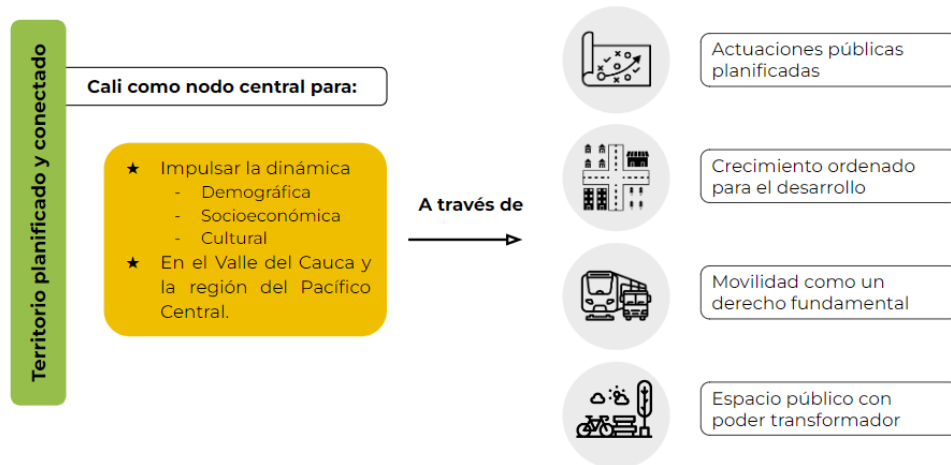 Territorio planificado y conectado
Cali como nodo central para:
★ Impulsar la dinámica
- Demográfica
- Socioeconómica
- Cultural
★ En el Valle del Cauca y
la región del Pacífico
Central.
A través de
Actuaciones públicas
planificadas
Crecimiento ordenado
para el desarrollo
Movilidad como un
derecho fundamental
Espacio público con
poder transformador